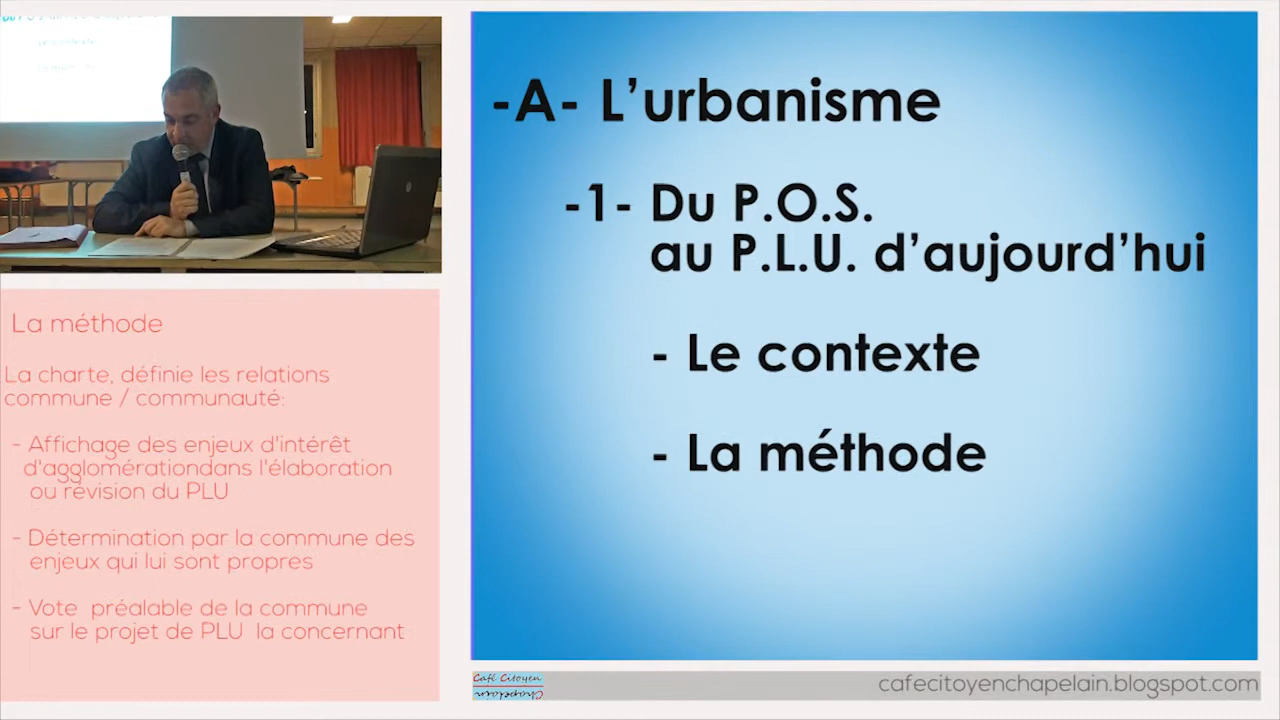 Le contexte
La méthode
La charte, définie les relations
commune / communauté:
- Affichage des enjeux d'intérêt
d'agglomérationdans l'élaboration
ou révision du PLU
- Détermination par la commune des
enjeux qui lui sont propres
- Vote préalable de la commune
sur le projet de PLU la concernant
-A- L'urbanisme
-1- Du P.O.S.
au P.L.U. d'aujourd'hui
- Le contexte
- La méthode
Café Citoyen
Chapelain
cafecitoyenchapelain.blogspot.com